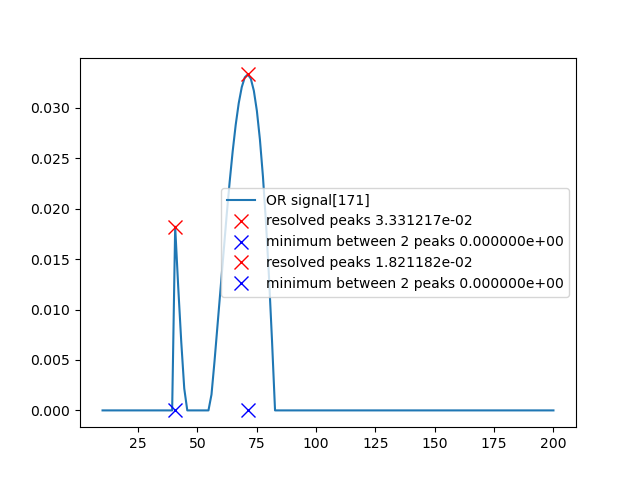 0.030
0.025
0.020
0.015
0.010
0.005
0.000
OR signal[171]
resolved peaks 3.331217e-02
minimum between 2 peaks 0.000000e+00
resolved peaks 1.821182e-02
minimum between 2 peaks 0.000000e+00
25 50 75 100 125 150 175 200